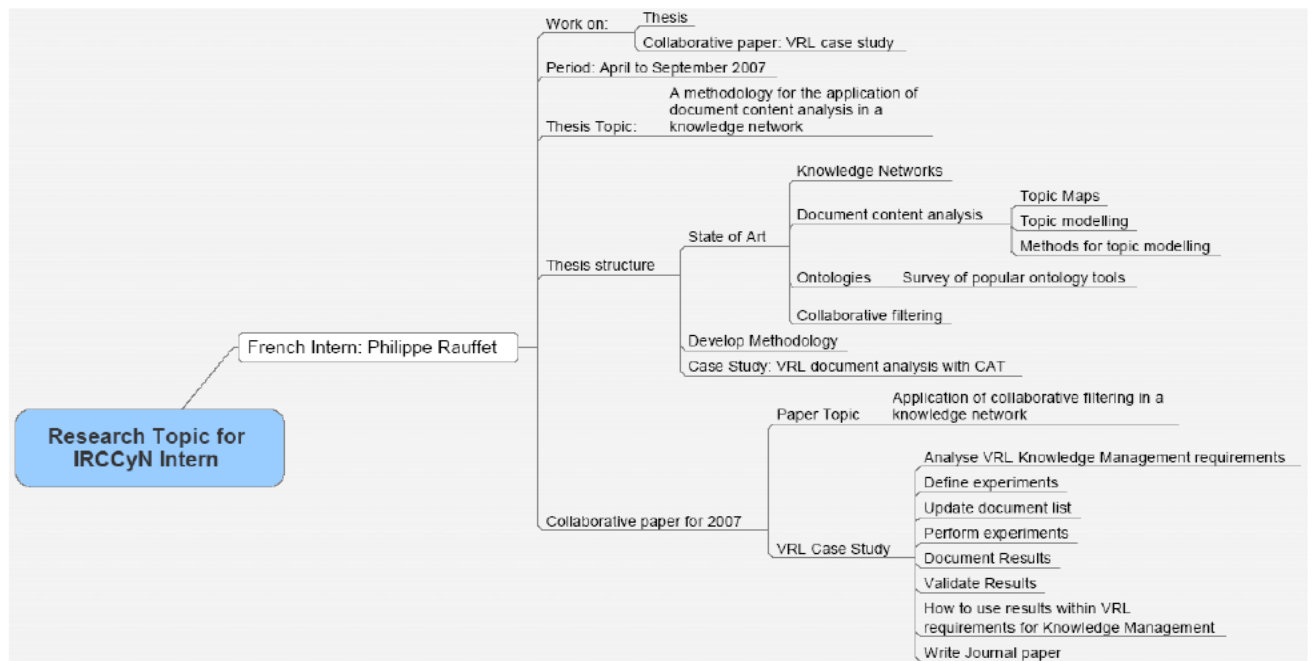 Work on:
Thesis
Collaborative paper: VRL case study
Period: April to September 2007
Thesis Topic:
A methodology for the application of
document content analysis in a
knowledge network
Thesis structure
State of Art
Knowledge Networks
Document content analysis
Topic Maps
Topic modelling
Methods for topic modelling
Ontologies
Survey of popular ontology tools
Collaborative filtering
Develop Methodology
Case Study: VRL document analysis with CAT
French Intern: Philippe Rauffet
Research Topic for
IRCCyN Intern
Collaborative paper for 2007
Paper Topic
Application of collaborative filtering in a
knowledge network
VRL Case Study
Analyse VRL Knowledge Management requirements
Define experiments
Update document list
Perform experiments
Document Results
Validate Results
How to use results within VRL
requirements for Knowledge Management
Write Journal paper